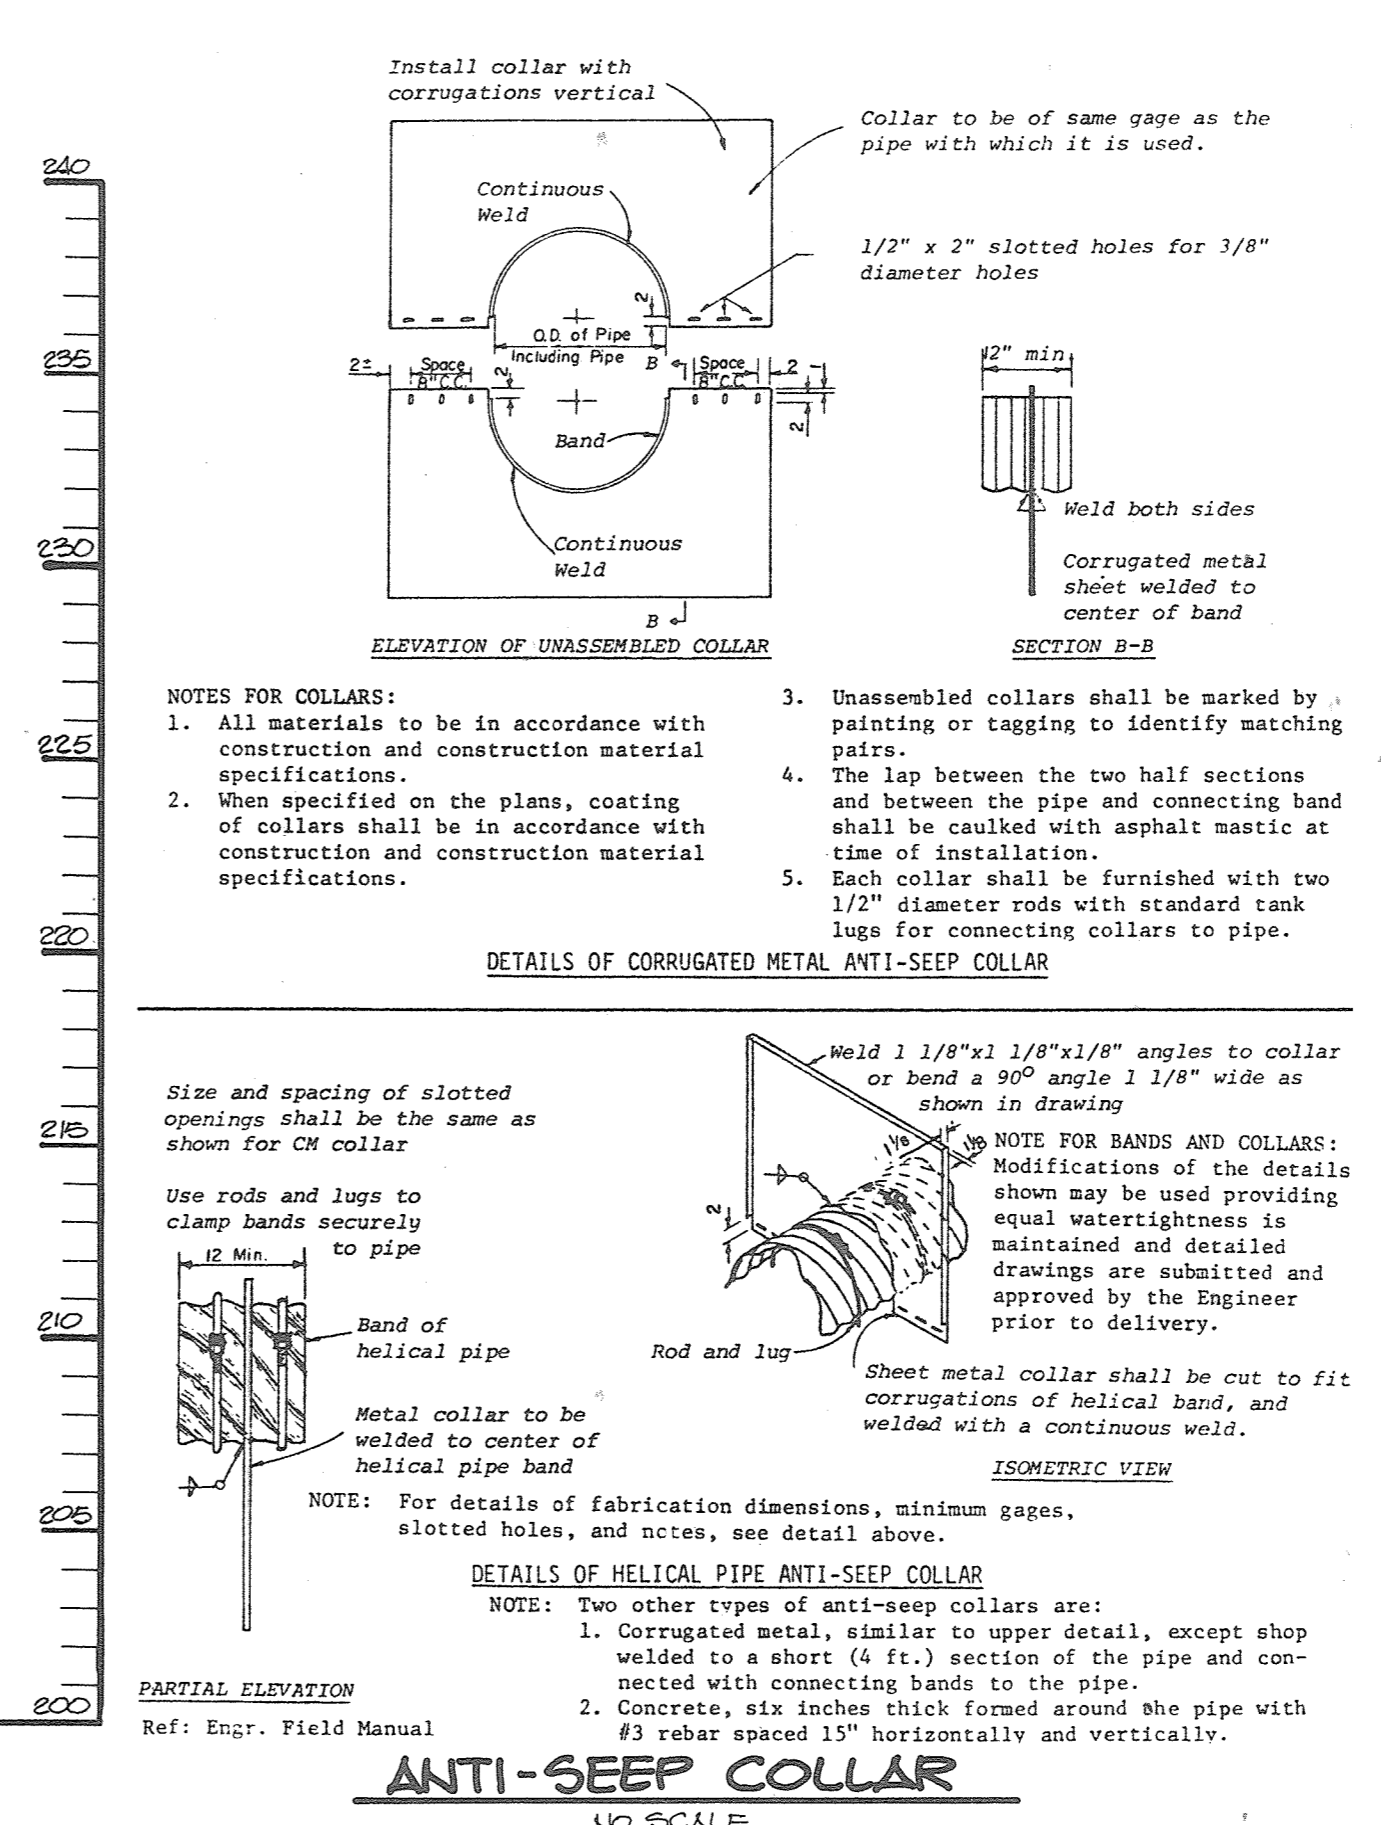 240
235
230
225
220
215
210
205
200
Install collar with
corrugations vertical
Collar to be of same gage as the
pipe with which it is used.
Continuous
Weld
1/2" x 2" slotted holes for 3/8"
diameter holes
2
O.D. of Pipe
Including Pipe
2±
Space
8" C.C.
2
B
Space
8" C.C.
2
1
2
Band
Continuous
Weld
B
ELEVATION OF UNASSEMBLED COLLAR
12" min.
Weld both sides
Corrugated metal
sheet welded to
center of band
SECTION B-B
NOTES FOR COLLARS:
1. All materials to be in accordance with
construction and construction material
specifications.
2. When specified on the plans, coating
of collars shall be in accordance with
construction and construction material
specifications.
3. Unassembled collars shall be marked by
painting or tagging to identify matching
pairs.
4. The lap between the two half sections
and between the pipe and connecting band
shall be caulked with asphalt mastic at
time of installation.
5. Each collar shall be furnished with two
1/2" diameter rods with standard tank
lugs for connecting collars to pipe.
DETAILS OF CORRUGATED METAL ANTI-SEEP COLLAR
Size and spacing of slotted
openings shall be the same as
shown for CM collar
Use rods and lugs to
clamp bands securely
to pipe
12 Min.
Band of
helical pipe
Metal collar to be
welded to center of
helical pipe band
PARTIAL ELEVATION
Ref: Engr. Field Manual
Weld 1 1/8"x1 1/8"x1/8" angles to collar
or bend a 90° angle 1 1/8" wide as
shown in drawing
1 1/8
1 1/8
2
NOTE FOR BANDS AND COLLARS:
Modifications of the details
shown may be used providing
equal watertightness is
maintained and detailed
drawings are submitted and
approved by the Engineer
prior to delivery.
Rod and lug
Sheet metal collar shall be cut to fit
corrugations of helical band, and
welded with a continuous weld.
ISOMETRIC VIEW
NOTE: For details of fabrication dimensions, minimum gages,
slotted holes, and notes, see detail above.
DETAILS OF HELICAL PIPE ANTI-SEEP COLLAR
NOTE: Two other types of anti-seep collars are:
1. Corrugated metal, similar to upper detail, except shop
welded to a short (4 ft.) section of the pipe and con-
nected with connecting bands to the pipe.
2. Concrete, six inches thick formed around the pipe with
#3 rebar spaced 15" horizontally and vertically.
ANTI-SEEP COLLAR
NO SCALE